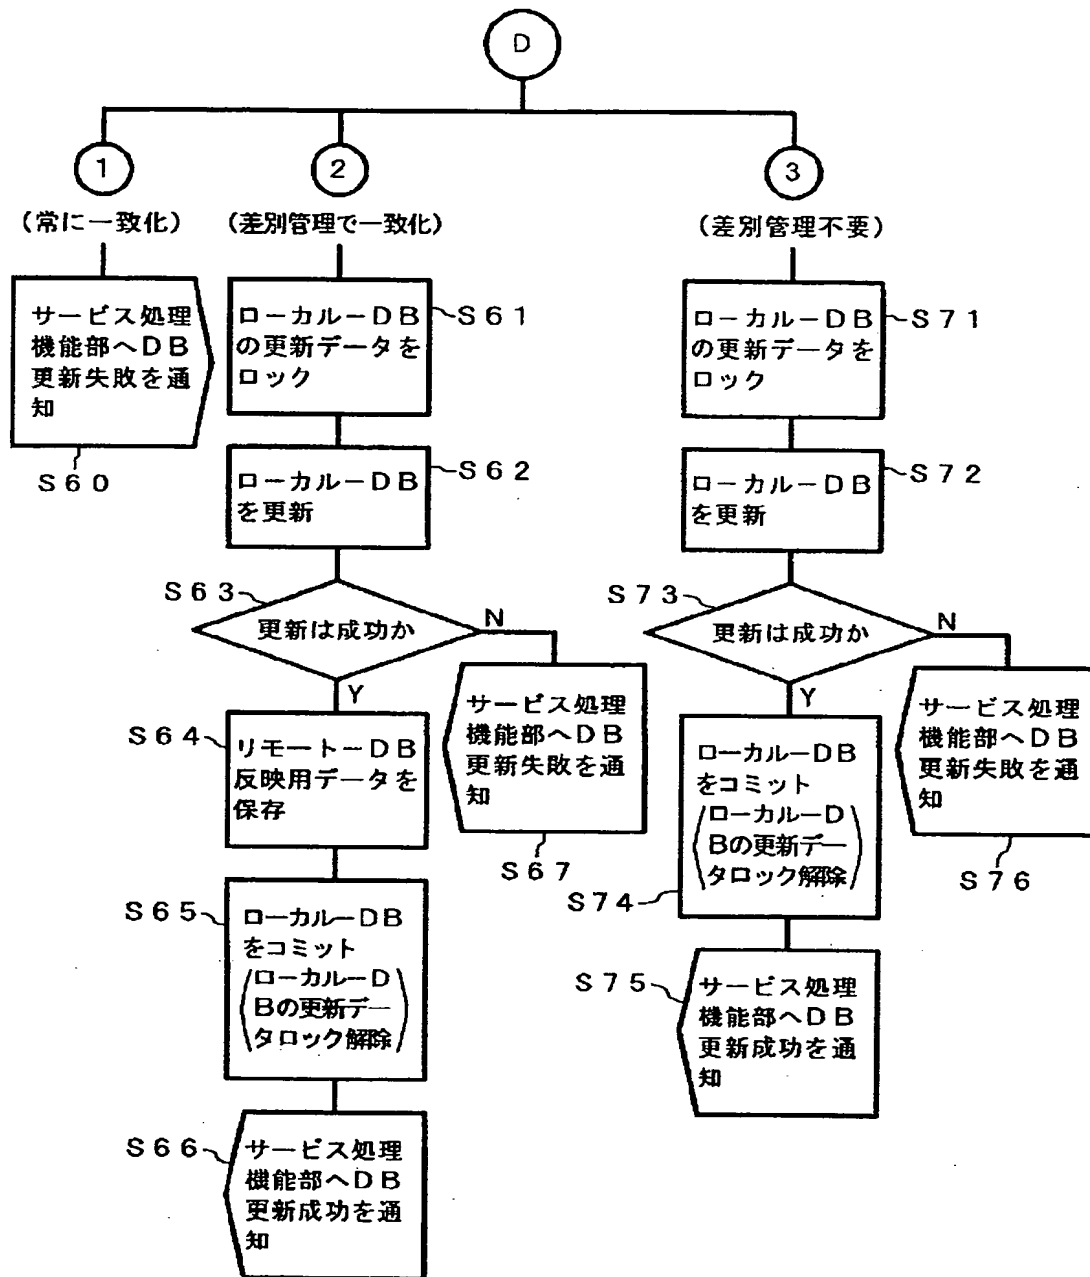 D
1
2
3
(常に一致化)
(差別管理で一致化)
(差別管理不要)
サービス処理
機能部へDB
更新失敗を通
知
S60
ローカルーDB
の更新データを
ロック
S61
ローカルーDB
を更新
S62
S63
更新は成功か
N
Y
S64
リモートーDB
反映用データを
保存
サービス処理
機能部へDB
更新失敗を通
知
S67
S65
ローカルーDB
をコミット
(ローカルーD
Bの更新デー
タロック解除)
S66
サービス処理
機能部へDB
更新成功を通
知
ローカルーDB
の更新データを
ロック
S71
ローカルーDB
を更新
S72
S73
更新は成功か
N
Y
ローカルーDB
をコミット
(ローカルーD
Bの更新デー
タロック解除)
S74
サービス処理
機能部へDB
更新失敗を通
知
S76
S75
サービス処理
機能部へDB
更新成功を通
知